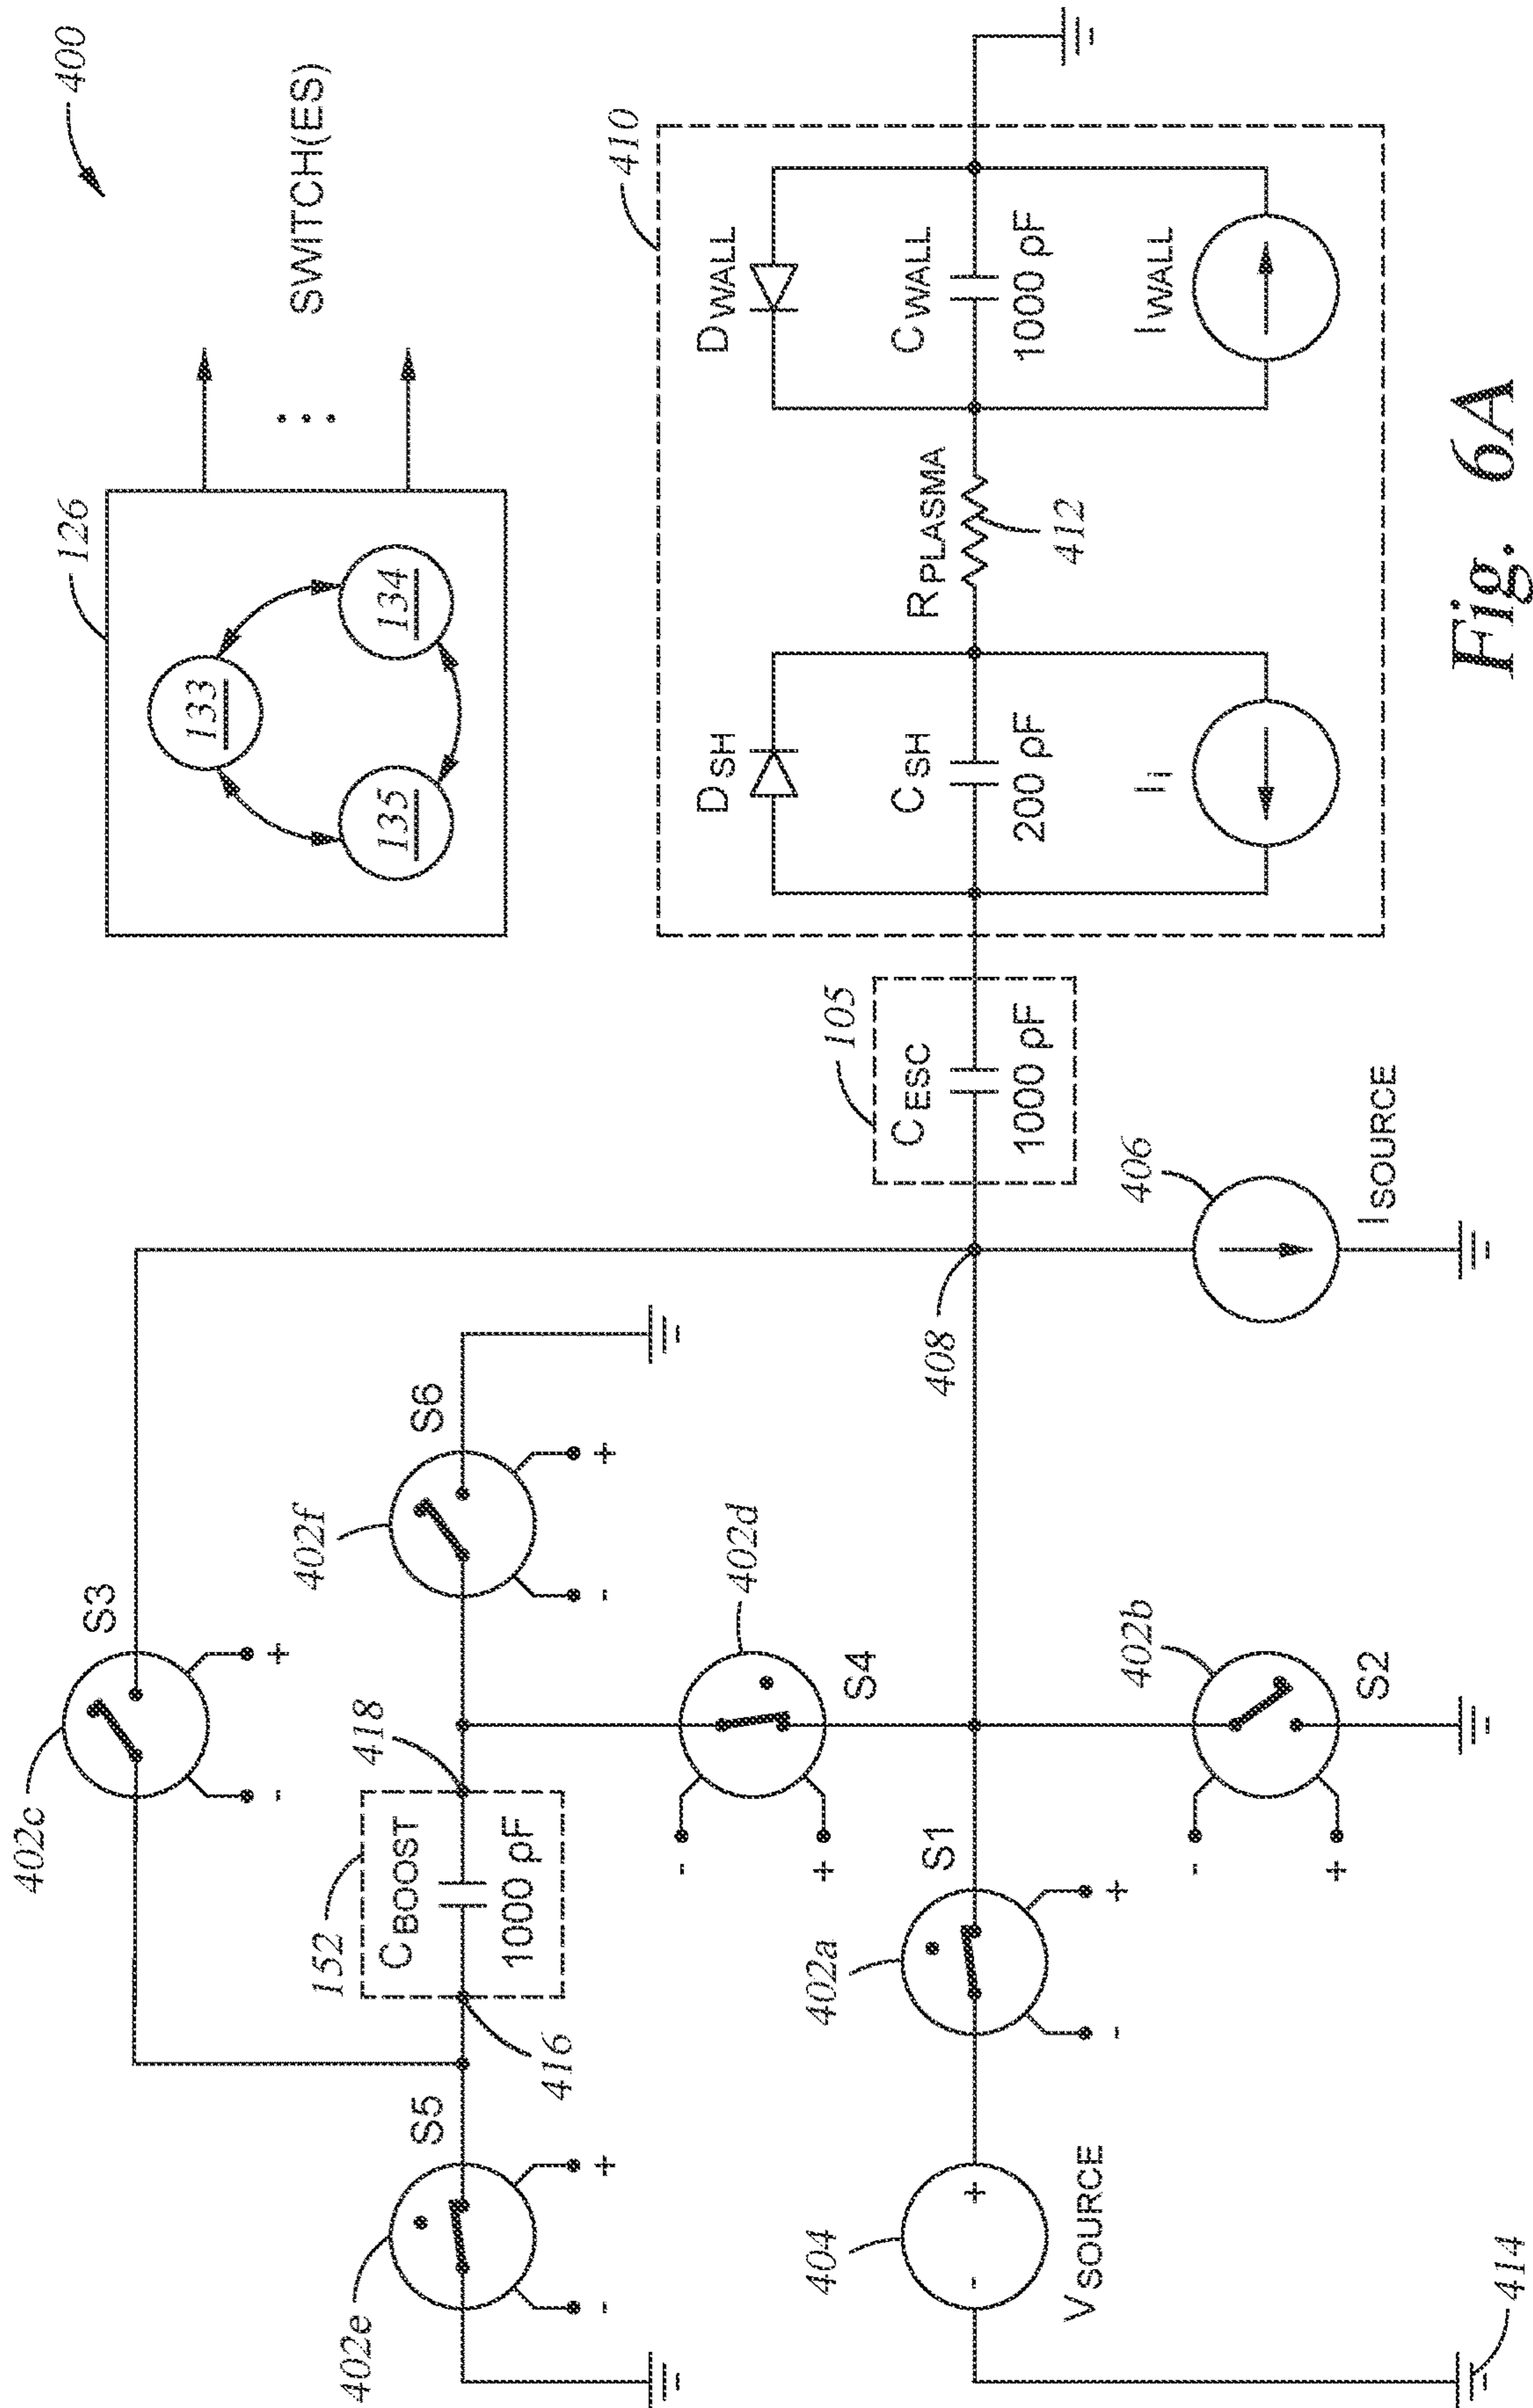 400
126
133
134
135
SWITCH(ES)
402c
S3
+
-
402e
S5
+
-
416
152
CBOOST
1000 pF
418
402f
S6
+
-
402d
S4
-
+
404
VSOURCE
-
+
402a
S1
+
-
402b
S2
-
+
414
408
406
ISOURCE
105
CESC
1000 pF
410
DSH
CSH
200 pF
Ii
RPLASMA
412
DWALL
CWALL
1000 pF
IWALL
Fig. 6A